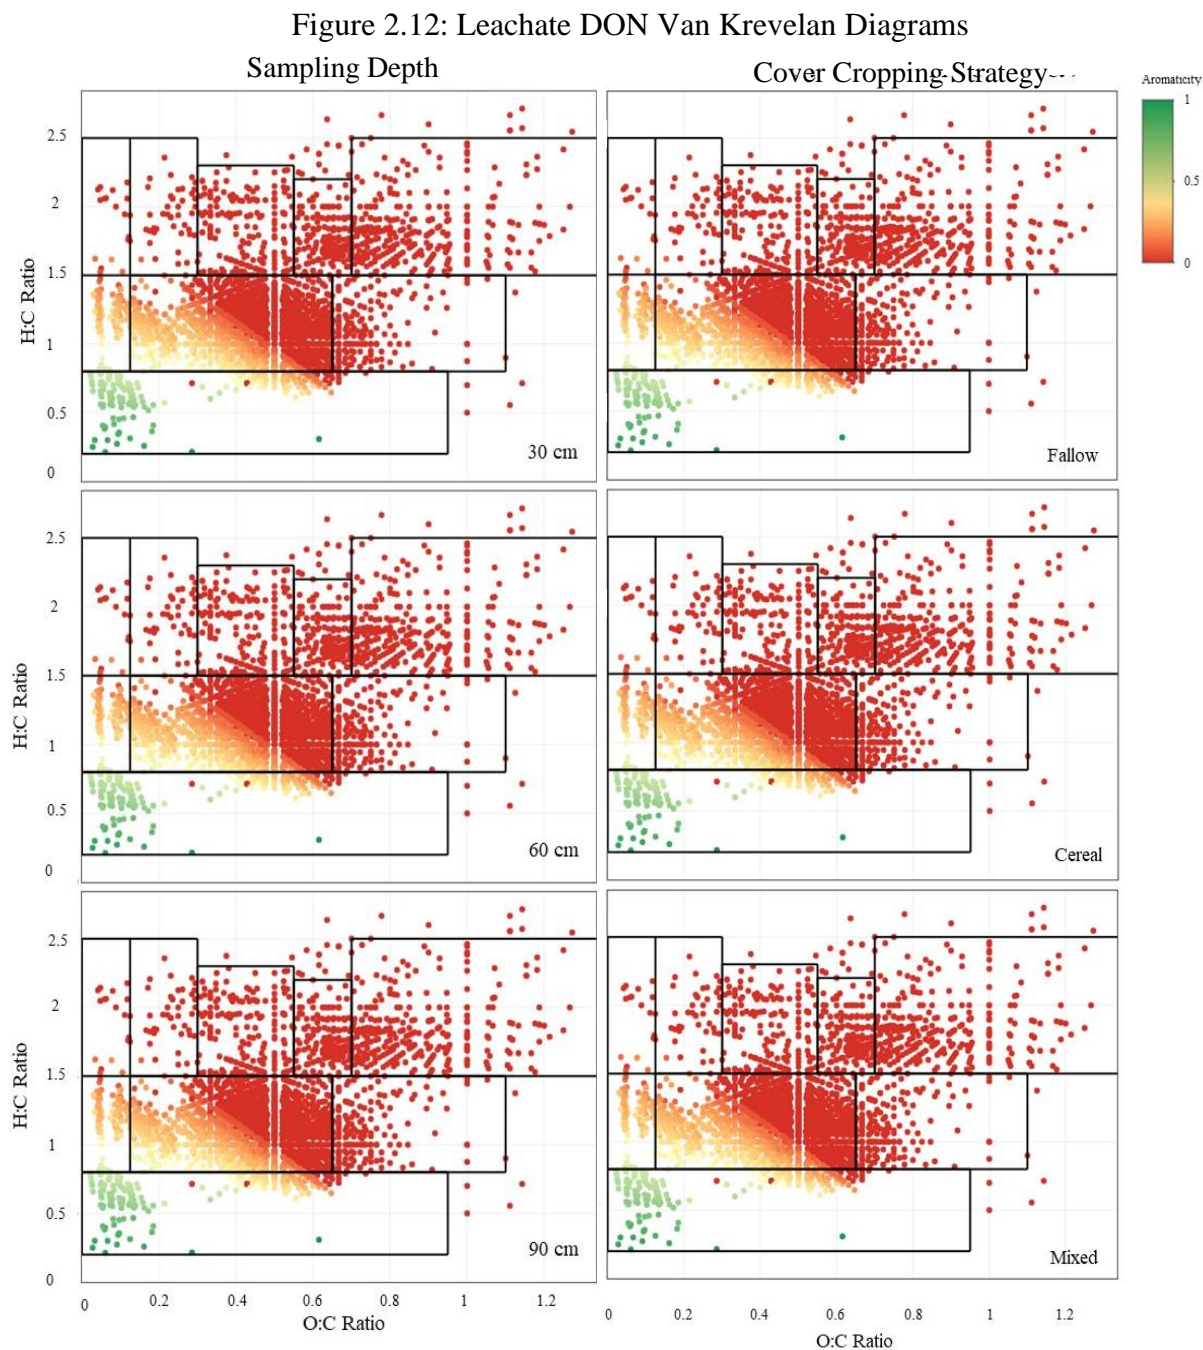 Figure 2.12: Leachate DON Van Krevelan Diagrams
Sampling Depth
Cover Cropping Strategy
Aromaticity
1
0.5
0
H:C Ratio
2.5
2
1.5
1
0.5
0
30 cm
Fallow
H:C Ratio
2.5
2
1.5
1
0.5
0
60 cm
Cereal
H:C Ratio
2.5
2
1.5
1
0.5
0
90 cm
Mixed
0 0.2 0.4 0.6 0.8 1 1.2
O:C Ratio
0 0.2 0.4 0.6 0.8 1 1.2
O:C Ratio